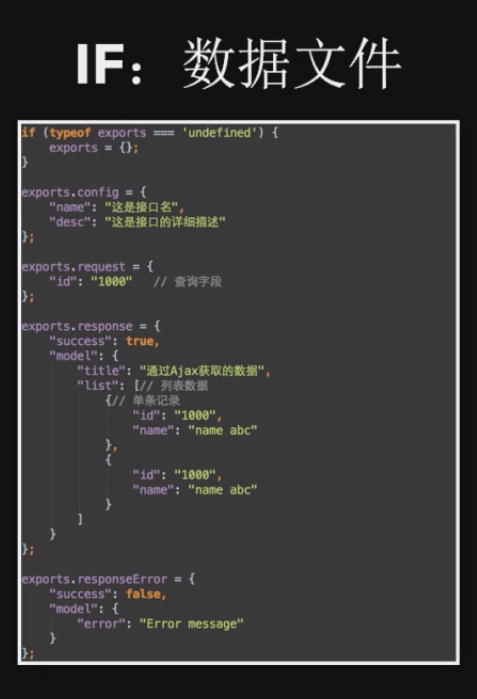 IF：数据文件
if (typeof exports === 'undefined') {
    exports = {};
}
exports.config = {
    "name": "这是接口名",
    "desc": "这是接口的详细描述"
};
exports.request = {
    "id": "1000"   // 查询字段
};
exports.response = {
    "success": true,
    "model": {
        "title": "通过Ajax获取的数据",
        "list": [// 列表数据
            {// 单条记录
                "id": "1000",
                "name": "name abc"
            },
            {
                "id": "1000",
                "name": "name abc"
            }
        ]
    }
};
exports.responseError = {
    "success": false,
    "model": {
        "error": "Error message"
    }
};